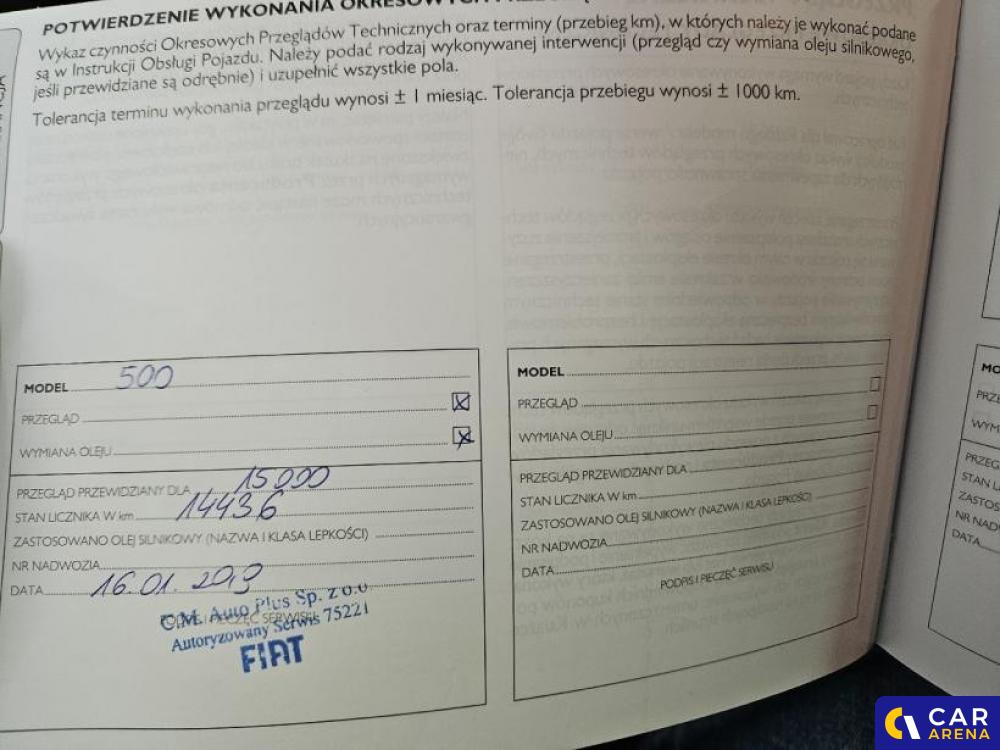 POTWIERDZENIE WYKONANIA
Wykaz czynności Okresowych Przeglądów Technicznych oraz terminy (przebieg km), w których należy je wykonać podane
są w Instrukcji Obsługi Pojazdu. Należy podać rodzaj wykonywanej interwencji (przegląd czy wymiana oleju silnikowego,
jeśli przewidziane są odrębnie) i uzupełnić wszystkie pola.
Tolerancja terminu wykonania przeglądu wynosi ± 1 miesiąc. Tolerancja przebiegu wynosi ± 1000 km.
MODEL 500
PRZEGLĄD
WYMIANA OLEJU
PRZEGLĄD PRZEWIDZIANY DLA 15000
STAN LICZNIKA W km 14436
ZASTOSOWANO OLEJ SILNIKOWY (NAZWA I KLASA LEPKOŚCI)
NR NADWOZIA
DATA 16.01.2019
C.M. Auto Plus Sp. z o.o.
Autoryzowany Serwis 75221
FIAT
MODEL
PRZEGLĄD
WYMIANA OLEJU
PRZEGLĄD PRZEWIDZIANY DLA
STAN LICZNIKA W km
ZASTOSOWANO OLEJ SILNIKOWY (NAZWA I KLASA LEPKOŚCI)
NR NADWOZIA
DATA
PODPIS I PIECZĘĆ SERWISU
CAR
ARENA